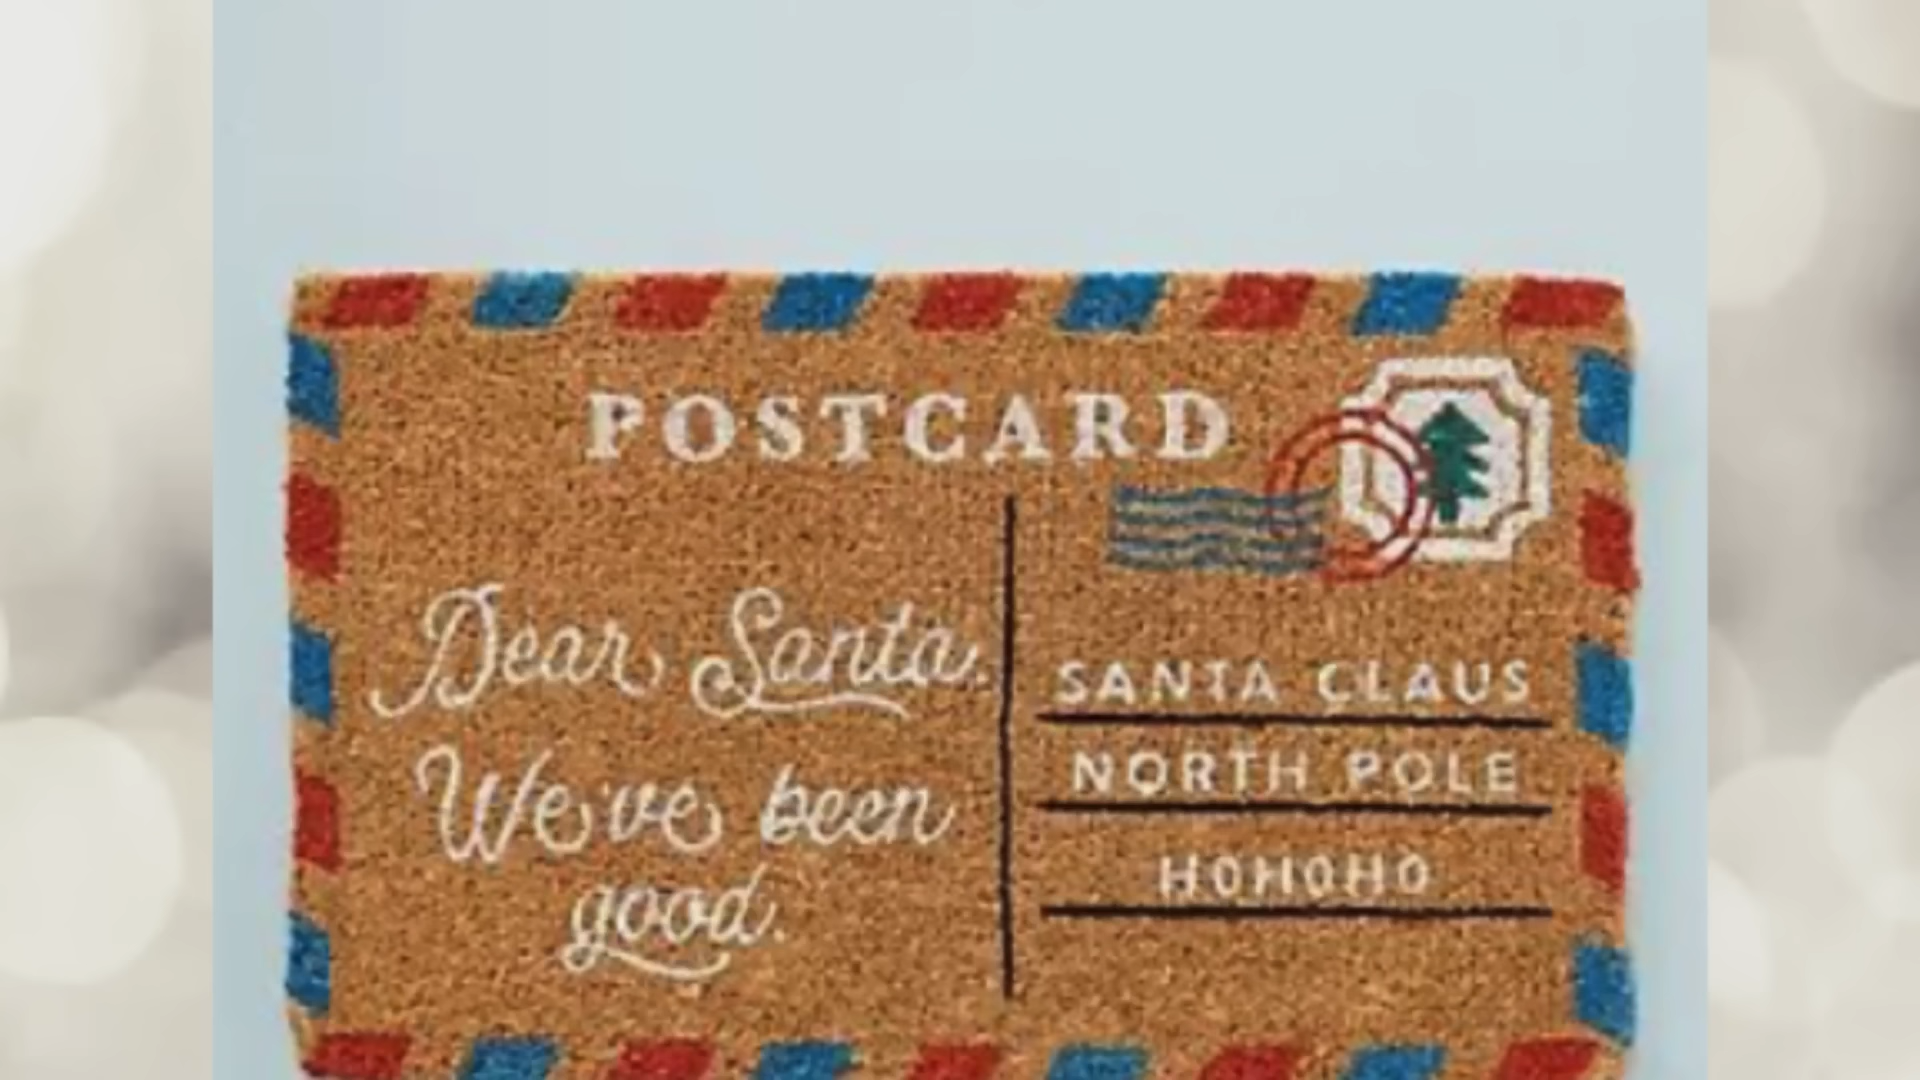 POSTCARD
Dear Santa.
We've been
good.
SANTA CLAUS
NORTH POLE
HOHOHO